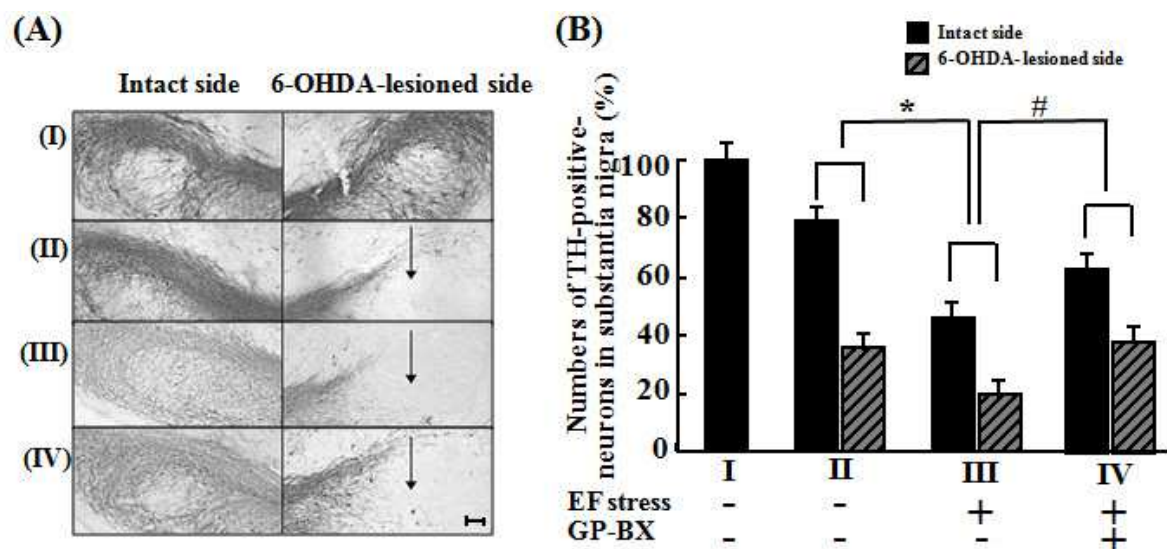 (A)
Intact side 6-OHDA-lesioned side
(I)
(II)
(III)
(IV)
(B)
Intact side
6-OHDA-lesioned side
Numbers of TH-positive-
neurons in substantia nigra (%)
* #
100
80
60
40
20
0
I II III IV
EF stress - - + +
GP-BX - - - +